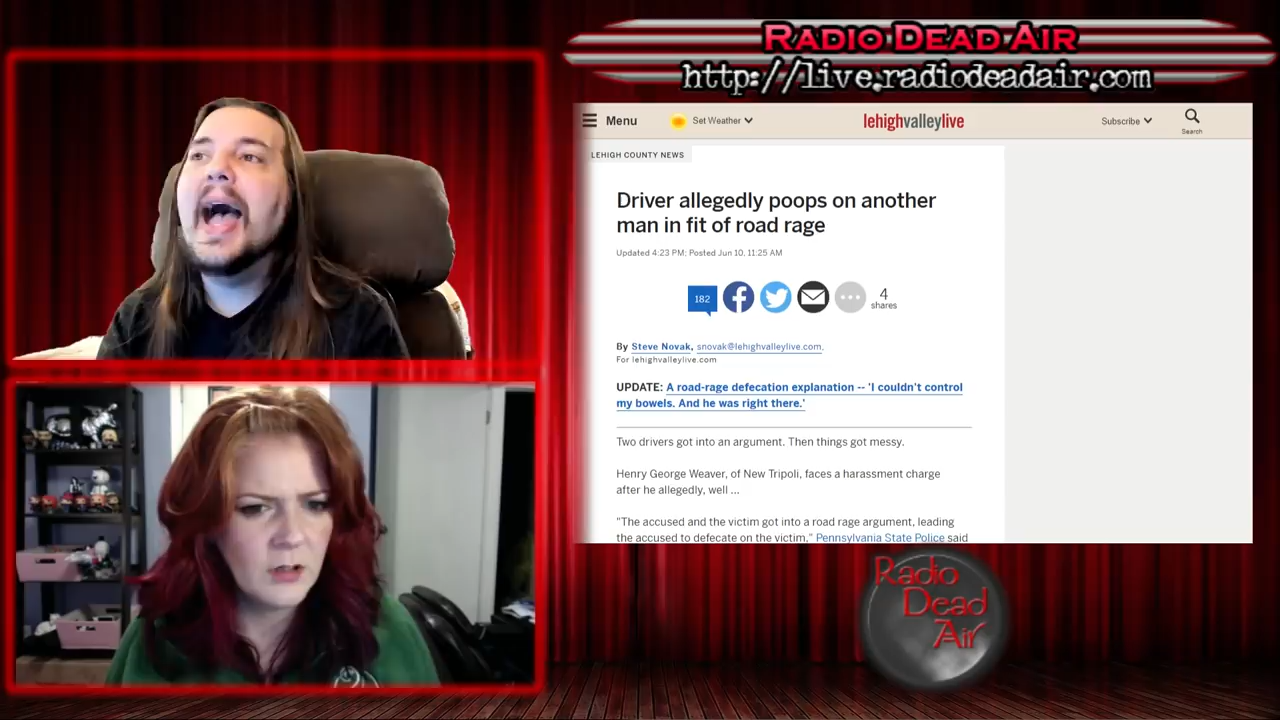 Radio Dead Air
http://live.radiodeadair.com
Menu
Set Weather
lehighvalleylive
Subscribe
Search
LEHIGH COUNTY NEWS
Driver allegedly poops on another
man in fit of road rage
Updated 4:23 PM; Posted Jun 10, 11:25 AM
182
4
shares
By Steve Novak, snovak@lehighvalleylive.com,
For lehighvalleylive.com
UPDATE: A road-rage defecation explanation -- 'I couldn't control
my bowels. And he was right there.'
Two drivers got into an argument. Then things got messy.
Henry George Weaver, of New Tripoli, faces a harassment charge
after he allegedly, well ...
"The accused and the victim got into a road rage argument, leading
the accused to defecate on the victim," Pennsylvania State Police said
Radio
Dead
Air